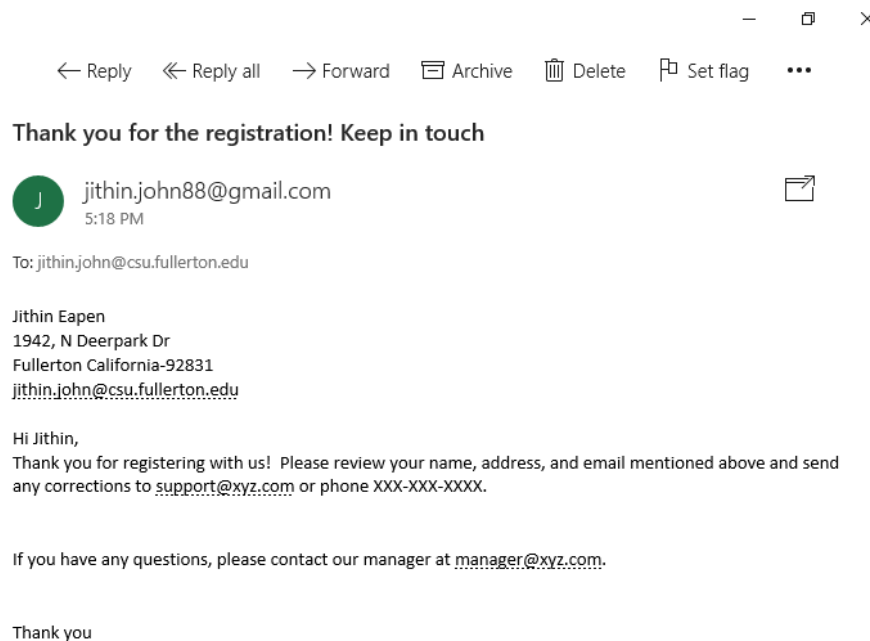 Reply Reply all Forward Archive Delete Set flag
Thank you for the registration! Keep in touch
J
jithin.john88@gmail.com
5:18 PM
To: jithin.john@csu.fullerton.edu
Jithin Eapen
1942, N Deerpark Dr
Fullerton California-92831
jithin.john@csu.fullerton.edu
Hi Jithin,
Thank you for registering with us!  Please review your name, address, and email mentioned above and send
any corrections to support@xyz.com or phone XXX-XXX-XXXX.
If you have any questions, please contact our manager at manager@xyz.com.
Thank you